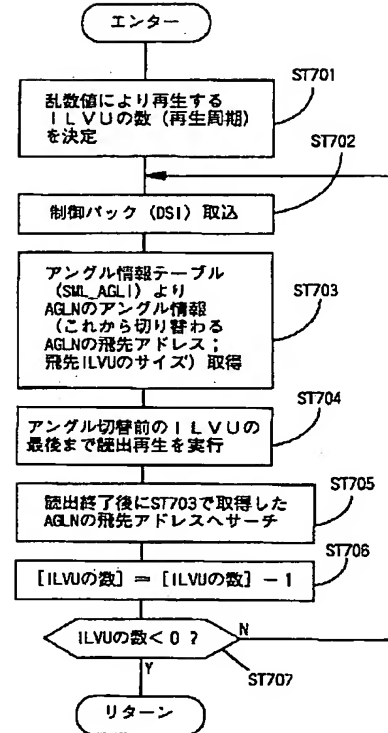 エンター
ST701
乱数値により再生する
ILVUの数（再生周期）
を決定
ST702
制御パック（DSI）取込
アングル情報テーブル
（SML_AGLI）より
AGLNのアングル情報
（これから切り替わる
AGLNの飛先アドレス；
飛先ILVUのサイズ）取得
ST703
ST704
アングル切替前のILVUの
最後まで読出再生を実行
ST705
読出終了後にST703で取得した
AGLNの飛先アドレスへサーチ
ST706
[ILVUの数]＝[ILVUの数]－1
ILVUの数<0 ?
N
Y
ST707
リターン